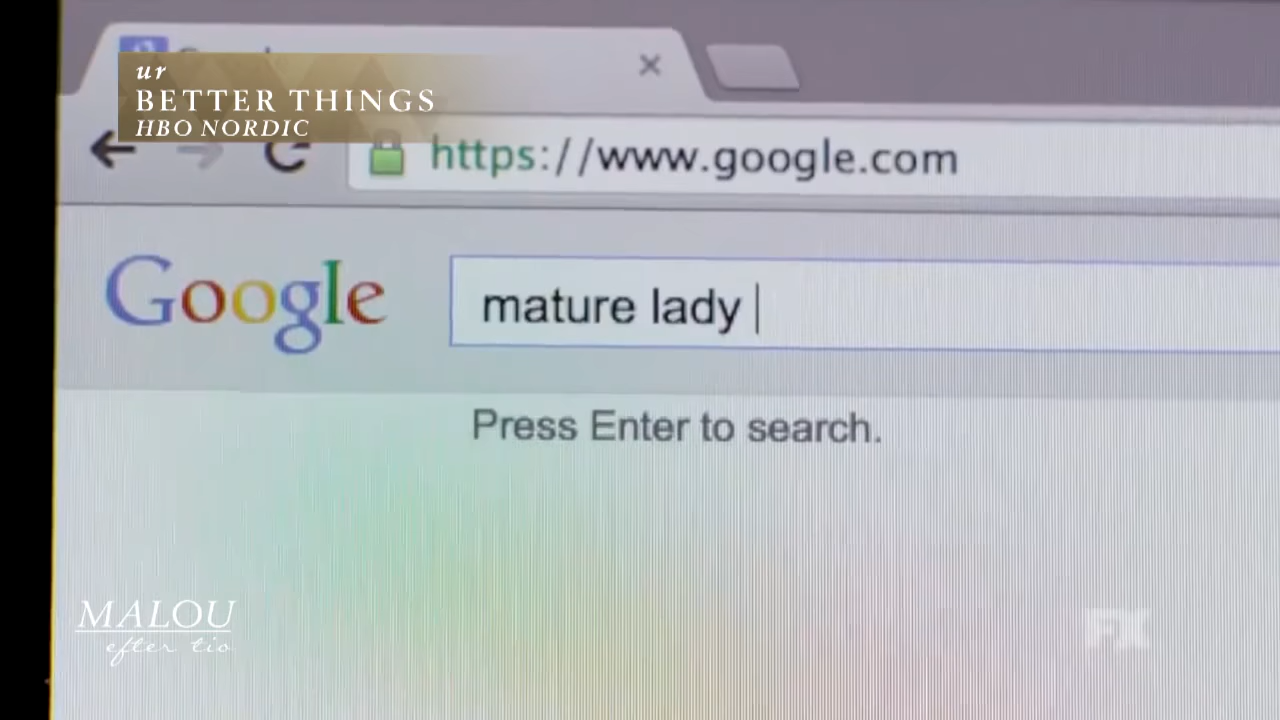 ur
BETTER THINGS
HBO NORDIC
https://www.google.com
Google
mature lady
Press Enter to search.
MALOU
efter tio
FX